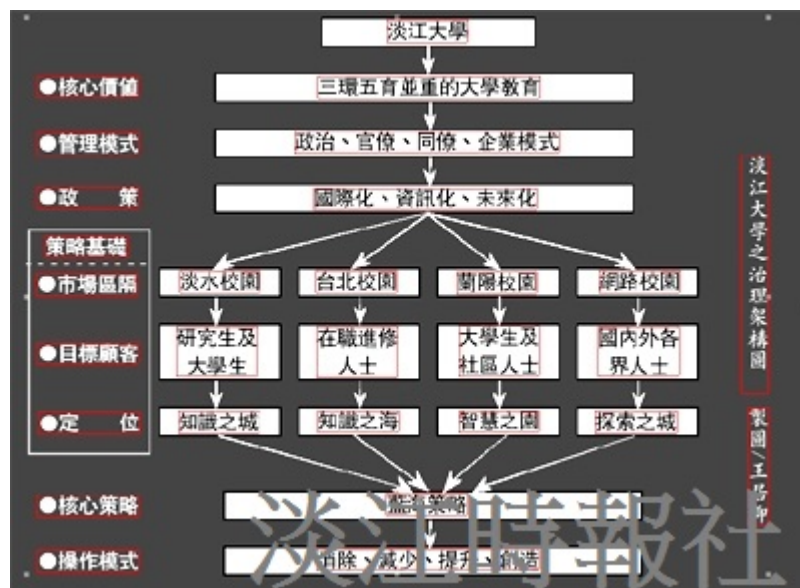 淡江大學
●核心價值
三環五育並重的大學教育
●管理模式
政治、官僚、同僚、企業模式
●政 策
國際化、資訊化、未來化
策略基礎
●市場區隔
淡水校園
台北校園
蘭陽校園
網路校園
●目標顧客
研究生及
大學生
在職進修
人士
大學生及
社區人士
國內外各
界人士
●定 位
知識之城
知識之海
智慧之園
探索之城
●核心策略
藍海策略
●操作模式
消除、減少、提升、創造
淡江大學之治理架構圖
製圖\王
淡江時報社